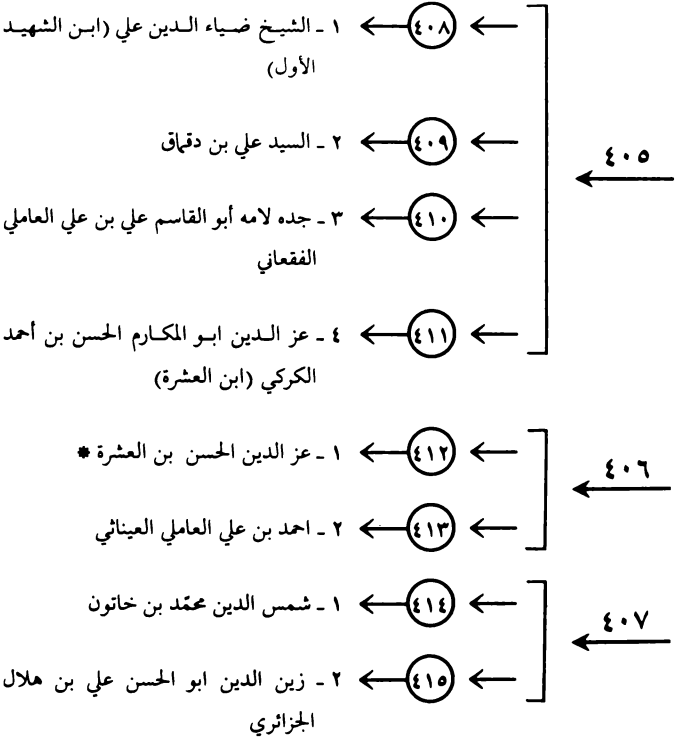 ٤٠٥
٤٠٨ ١ ـ الشيخ ضياء الدين علي (ابن الشهيد
الأول)
٤٠٩ ٢ ـ السيد علي بن دقماق
٤١٠ ٣ ـ جده لامه أبو القاسم علي بن علي العاملي
الفقعاني
٤١١ ٤ ـ عز الدين ابو المكارم الحسن بن أحمد
الكركي (ابن العشرة)
٤٠٦
٤١٢ ١ ـ عز الدين الحسن بن العشرة *
٤١٣ ٢ ـ احمد بن علي العاملي العيناثي
٤٠٧
٤١٤ ١ ـ شمس الدين محمّد بن خاتون
٤١٥ ٢ ـ زين الدين ابو الحسن علي بن هلال
الجزائري